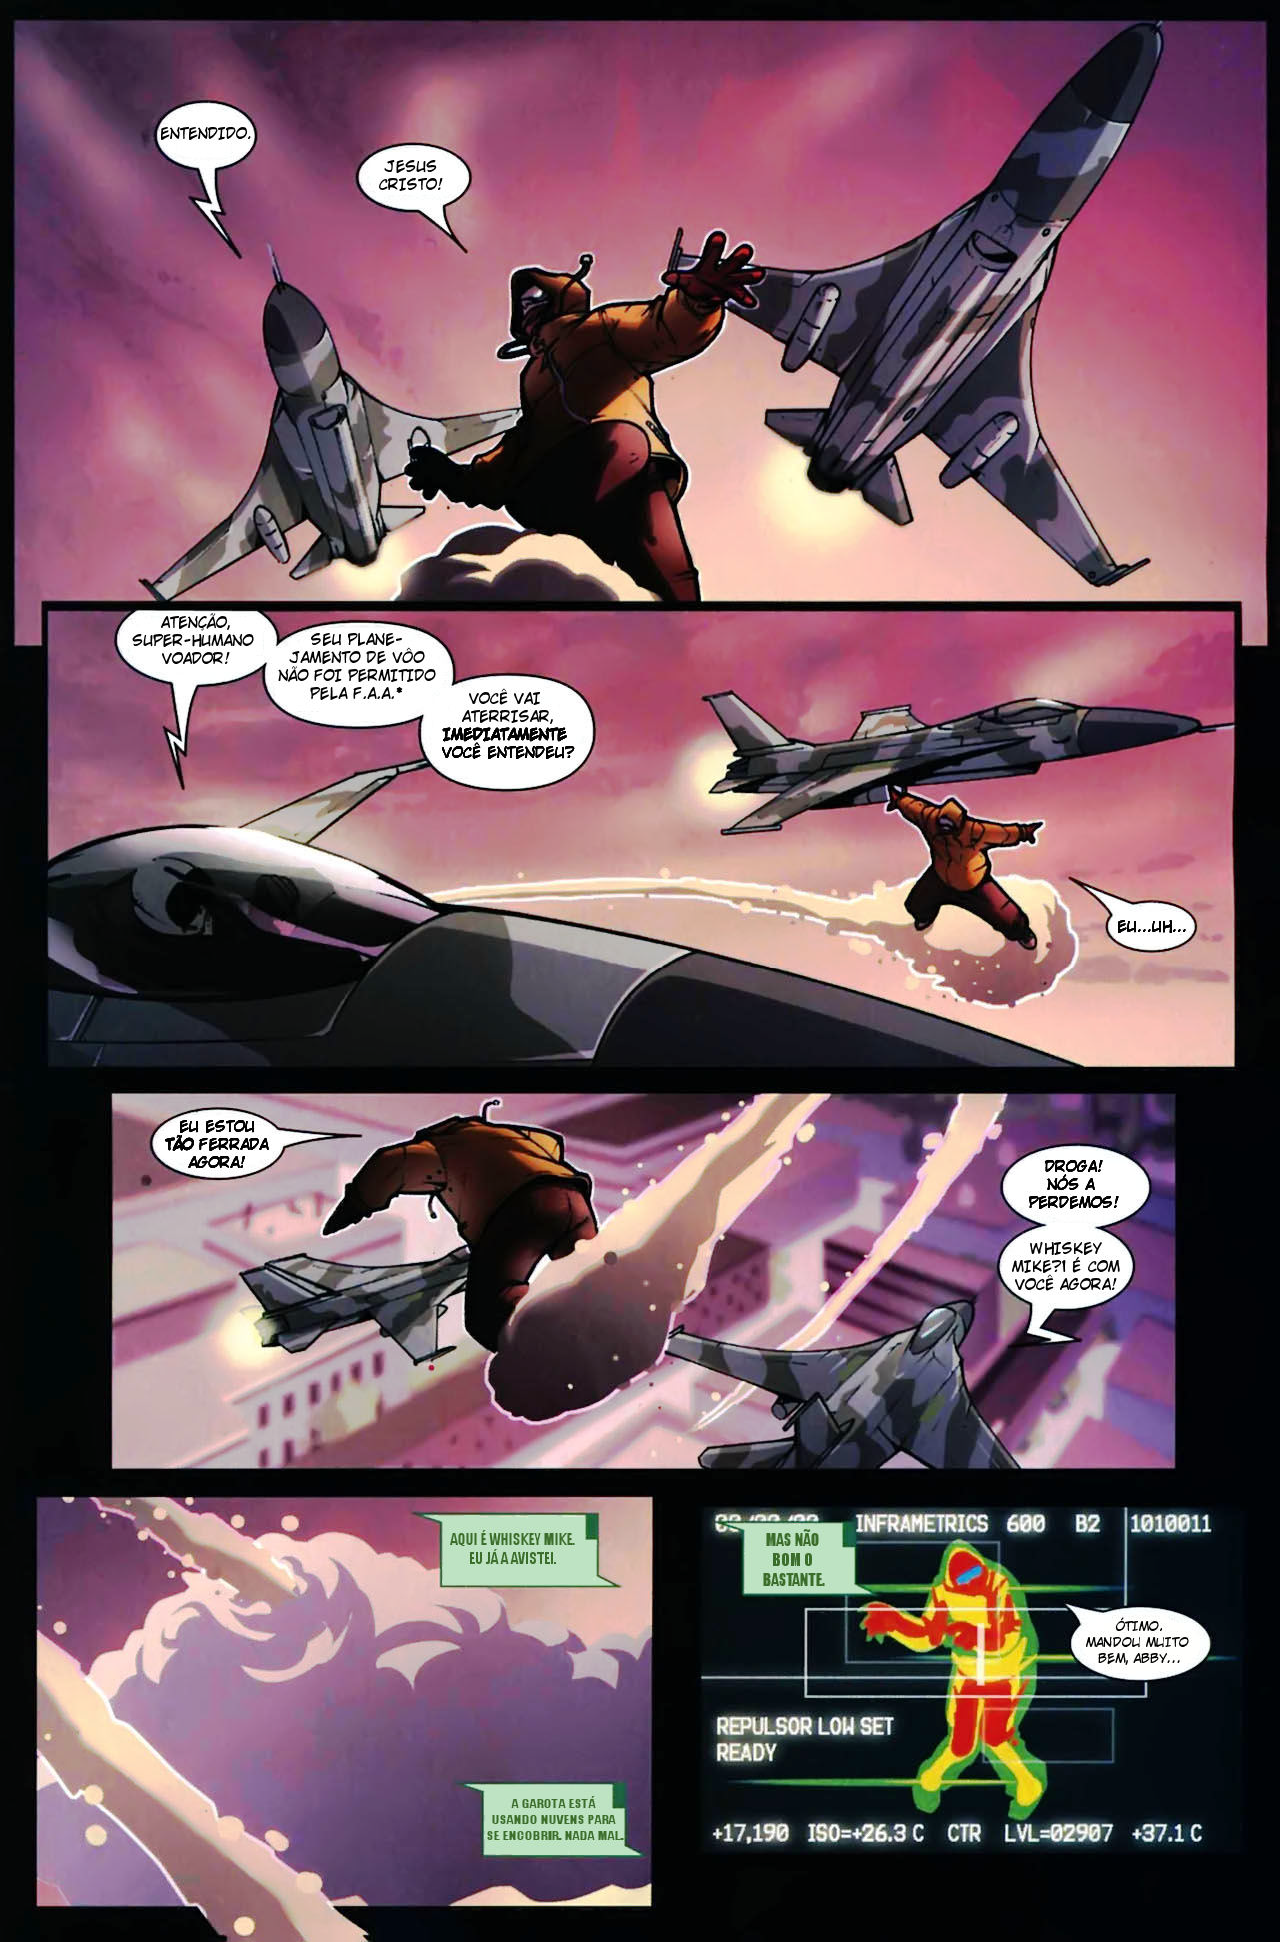 ENTENDIDO.
JESUS
CRISTO!
ATENÇÃO,
SUPER-HUMANO
VOADOR!
SEU PLANE-
JAMENTO DE VÔO
NÃO FOI PERMITIDO
PELA F.A.A.*
VOCÊ VAI
ATERRISAR,
IMEDIATAMENTE
VOCÊ ENTENDEU?
EU...UH...
EU ESTOU
TÃO FERRADA
AGORA!
DROGA!
NÓS A
PERDEMOS!
WHISKEY
MIKE?! É COM
VOCÊ AGORA!
AQUI É WHISKEY MIKE.
EU JÁ A AVISTEI.
A GAROTA ESTÁ
USANDO NUVENS PARA
SE ENCOBRIR. NADA MAL.
INFRAMETRICS 600 B2 1010011
MAS NÃO
BOM O
BASTANTE.
ÓTIMO.
MANDOU MUITO
BEM, ABBY...
REPULSOR LOW SET
READY
+17,190 ISO=+26.3 C CTR LVL=02907 +37.1 C